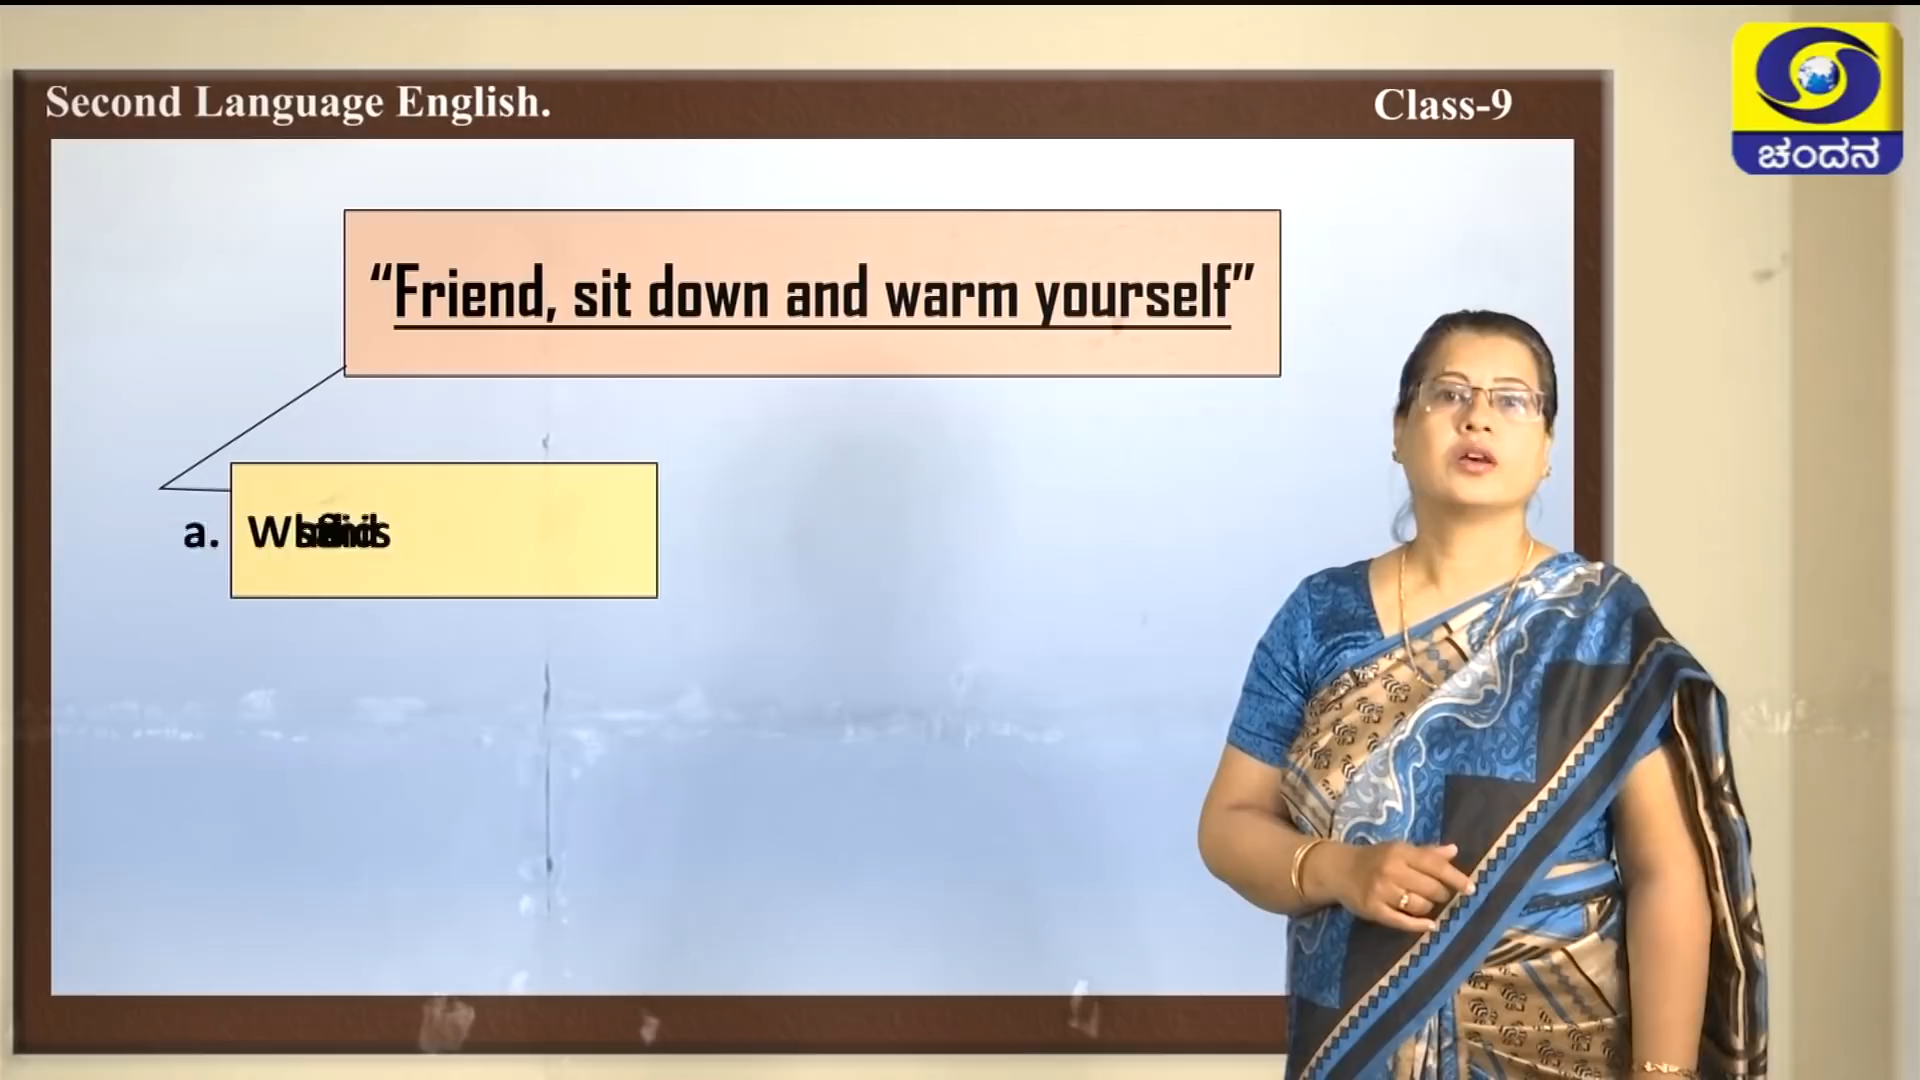 Second Language English.
Class-9
ಚಂದನ
“Friend, sit down and warm yourself”
a.